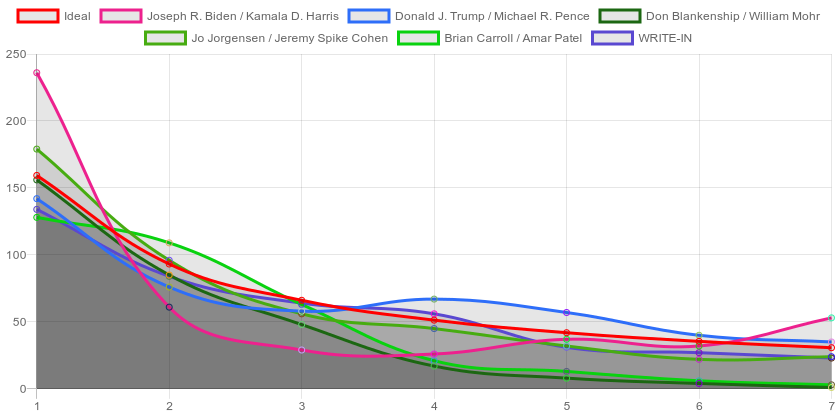 Ideal Joseph R. Biden / Kamala D. Harris Donald J. Trump / Michael R. Pence Don Blankenship / William Mohr
Jo Jorgensen / Jeremy Spike Cohen Brian Carroll / Amar Patel WRITE-IN
250
200
150
100
50
0
1 2 3 4 5 6 7